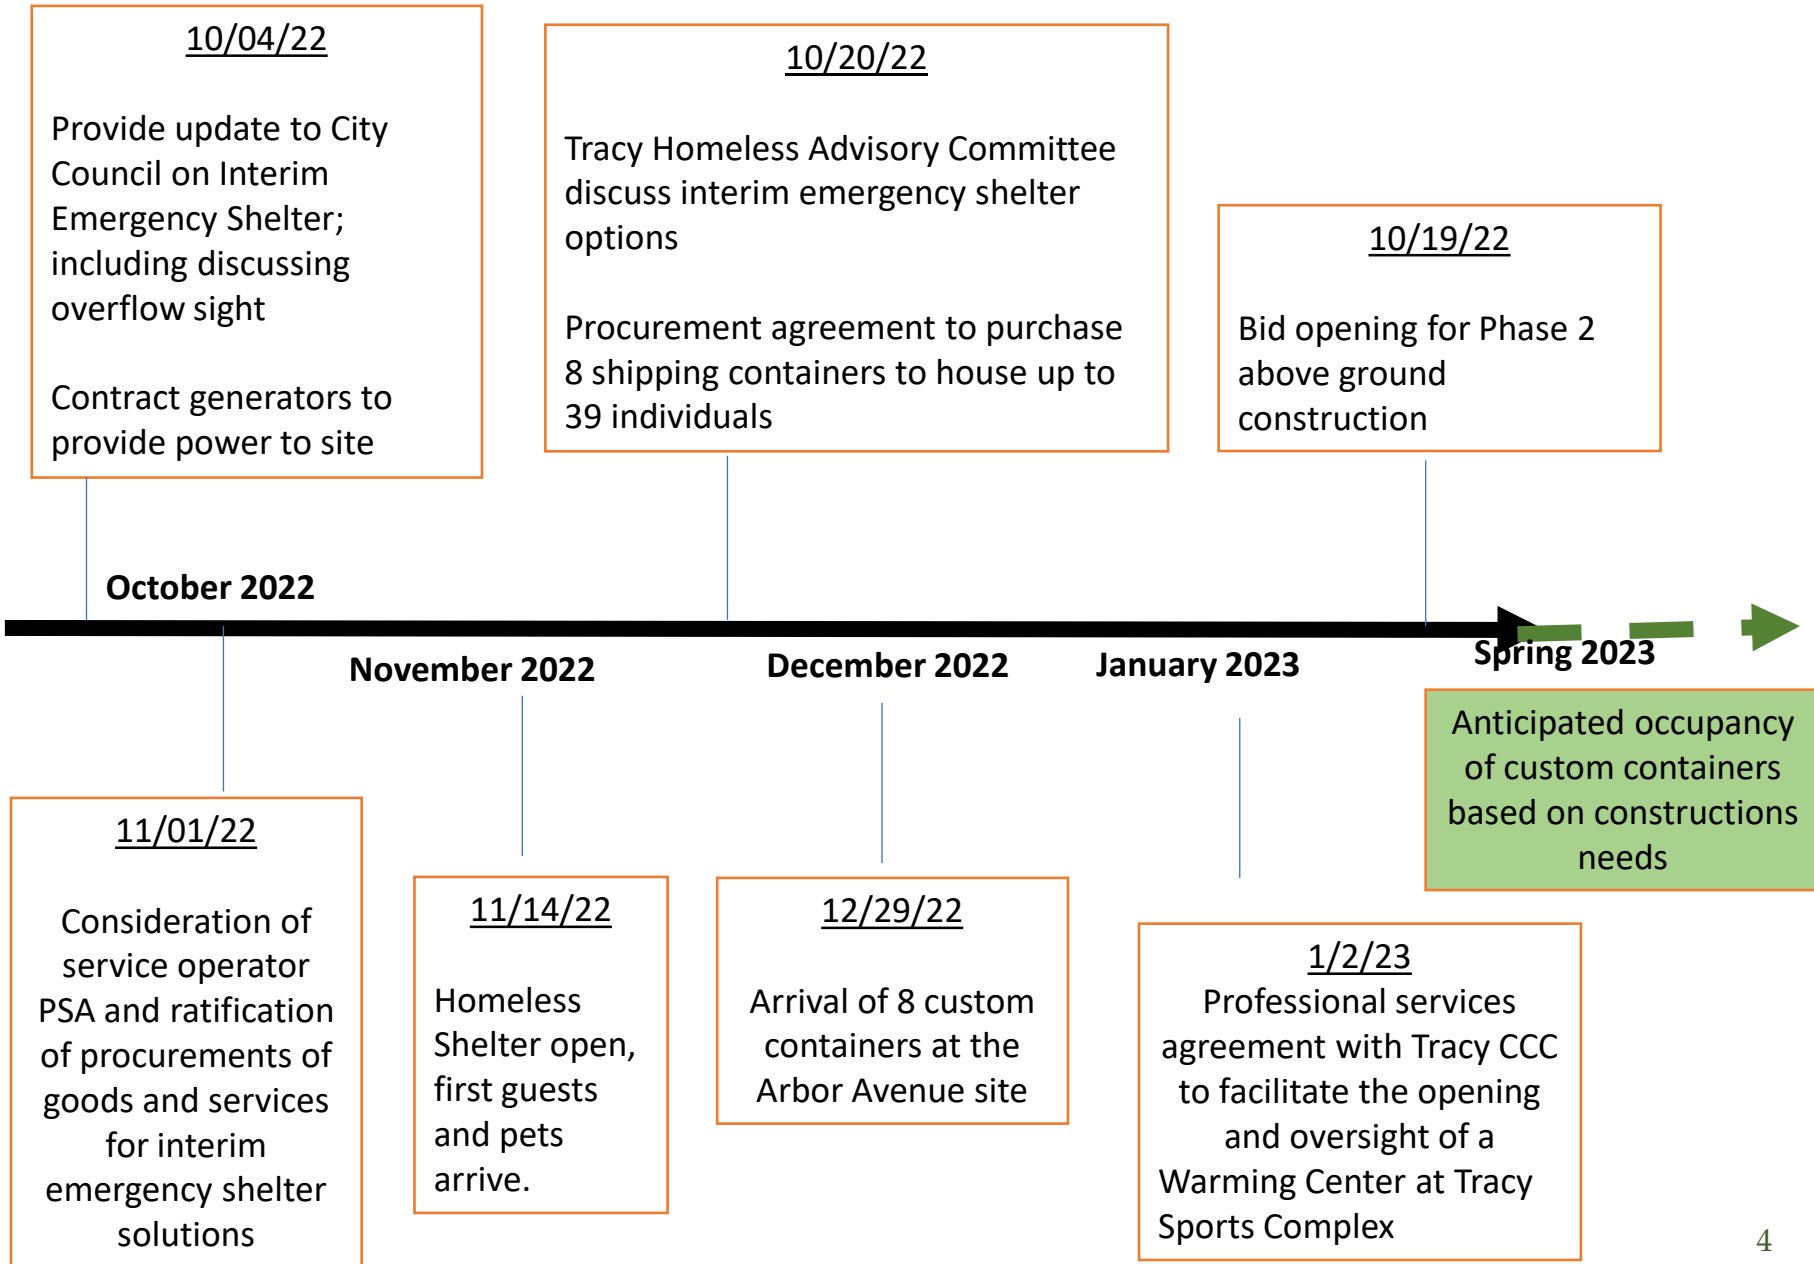 10/04/22
Provide update to City
Council on Interim
Emergency Shelter;
including discussing
overflow sight
Contract generators to
provide power to site
10/20/22
Tracy Homeless Advisory Committee
discuss interim emergency shelter
options
Procurement agreement to purchase
8 shipping containers to house up to
39 individuals
10/19/22
Bid opening for Phase 2
above ground
construction
October 2022
November 2022
December 2022
January 2023
Spring 2023
Anticipated occupancy
of custom containers
based on constructions
needs
11/01/22
Consideration of
service operator
PSA and ratification
of procurements of
goods and services
for interim
emergency shelter
solutions
11/14/22
Homeless
Shelter open,
first guests
and pets
arrive.
12/29/22
Arrival of 8 custom
containers at the
Arbor Avenue site
1/2/23
Professional services
agreement with Tracy CCC
to facilitate the opening
and oversight of a
Warming Center at Tracy
Sports Complex
4